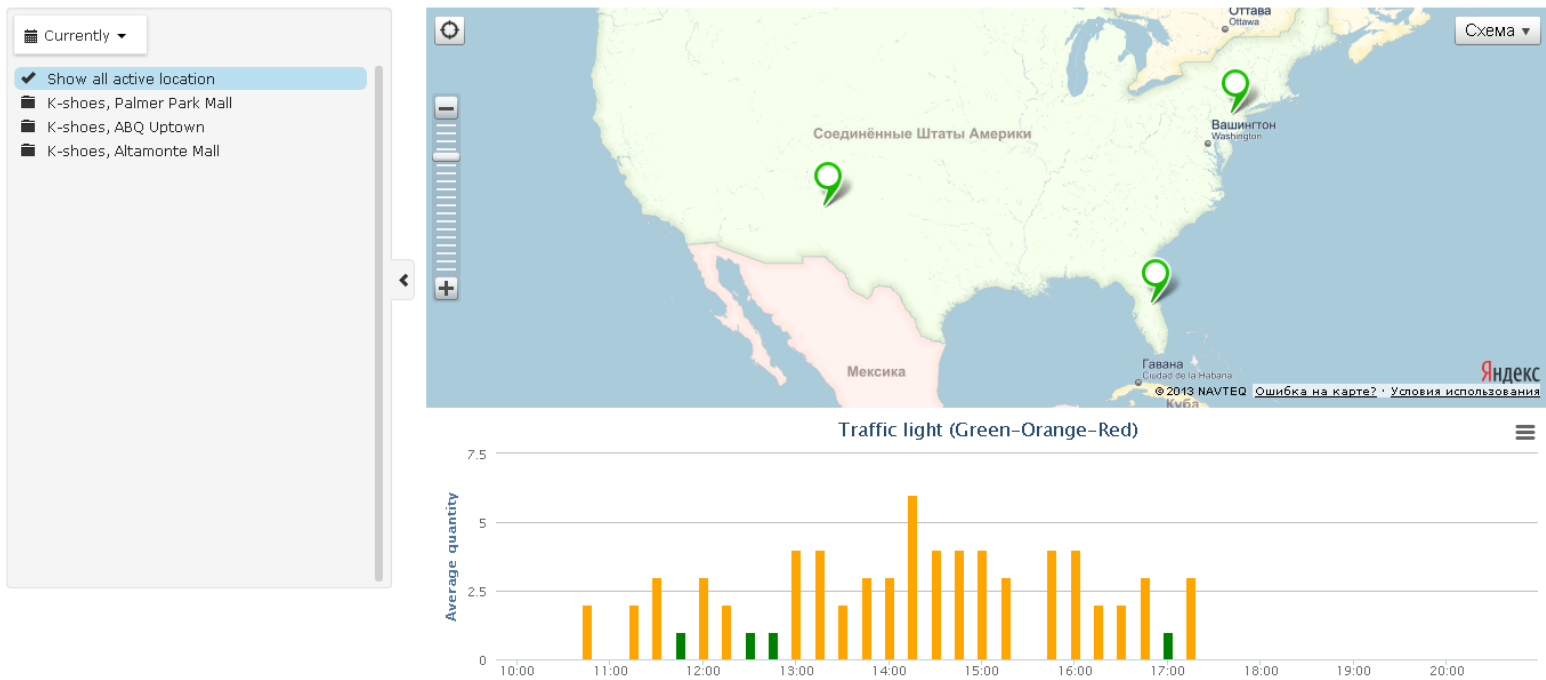 Currently
Show all active location
K-shoes, Palmer Park Mall
K-shoes, ABQ Uptown
K-shoes, Altamonte Mall
Оттава
Ottawa
Схема
Соединённые Штаты Америки
Вашингтон
Washington
Мексика
Гавана
Ciudad de la Habana
Куба
Яндекс
© 2013 NAVTEQ Ошибка на карте? · Условия использования
Traffic light (Green-Orange-Red)
Average quantity
7.5
5
2.5
0
10:00 11:00 12:00 13:00 14:00 15:00 16:00 17:00 18:00 19:00 20:00